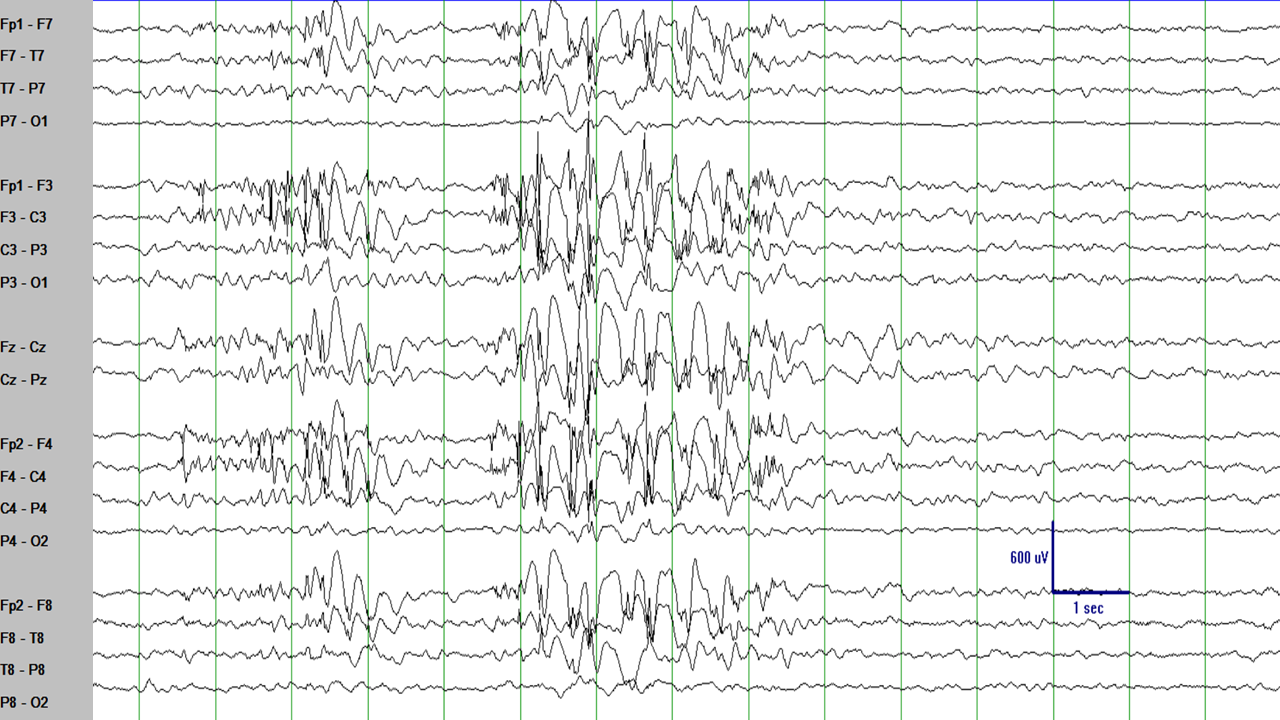 Fp1 - F7
F7 - T7
T7 - P7
P7 - O1
Fp1 - F3
F3 - C3
C3 - P3
P3 - O1
Fz - Cz
Cz - Pz
Fp2 - F4
F4 - C4
C4 - P4
P4 - O2
Fp2 - F8
F8 - T8
T8 - P8
P8 - O2
600 uV
1 sec